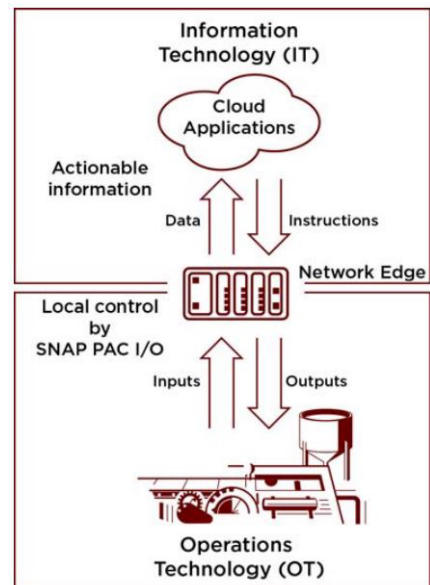 Information
Technology (IT)
Cloud
Applications
Actionable
information
Data
Instructions
Network Edge
Local control
by
SNAP PAC I/O
Inputs
Outputs
Operations
Technology (OT)